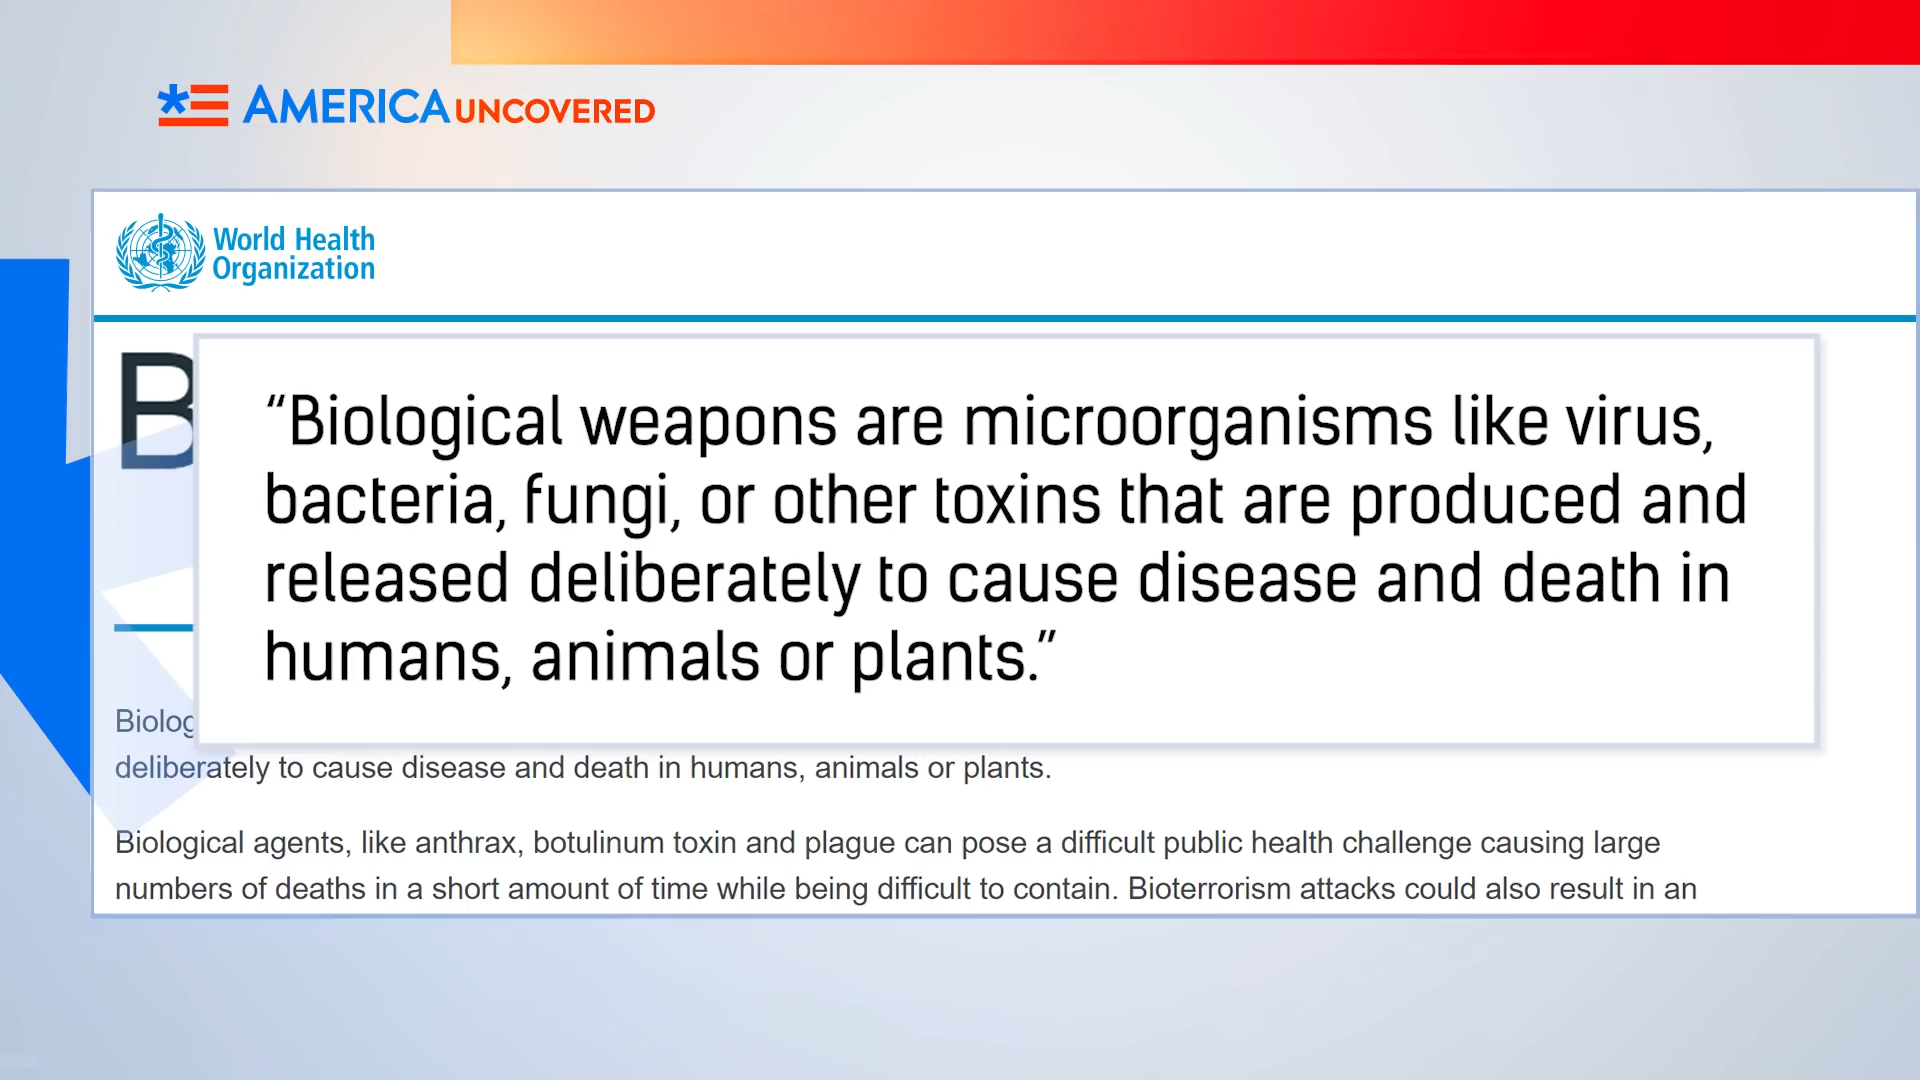 AMERICA UNCOVERED
World Health
Organization
B
“Biological weapons are microorganisms like virus,
bacteria, fungi, or other toxins that are produced and
released deliberately to cause disease and death in
humans, animals or plants.”
Biolog
deliberately to cause disease and death in humans, animals or plants.
Biological agents, like anthrax, botulinum toxin and plague can pose a difficult public health challenge causing large
numbers of deaths in a short amount of time while being difficult to contain. Bioterrorism attacks could also result in an